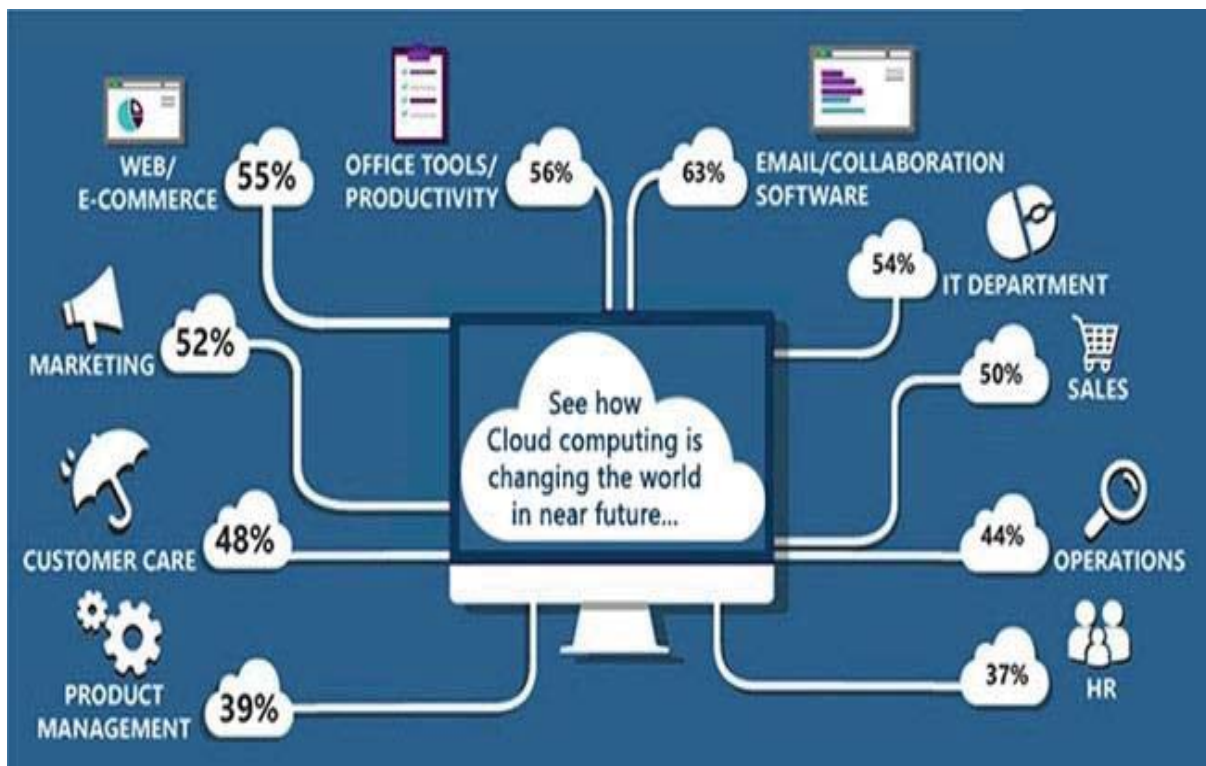 WEB/
E-COMMERCE
55%
OFFICE TOOLS/
PRODUCTIVITY
56%
63%
EMAIL/COLLABORATION
SOFTWARE
54%
IT DEPARTMENT
MARKETING
52%
50%
SALES
See how
Cloud computing is
changing the world
in near future...
CUSTOMER CARE
48%
44%
OPERATIONS
PRODUCT
MANAGEMENT
39%
37%
HR